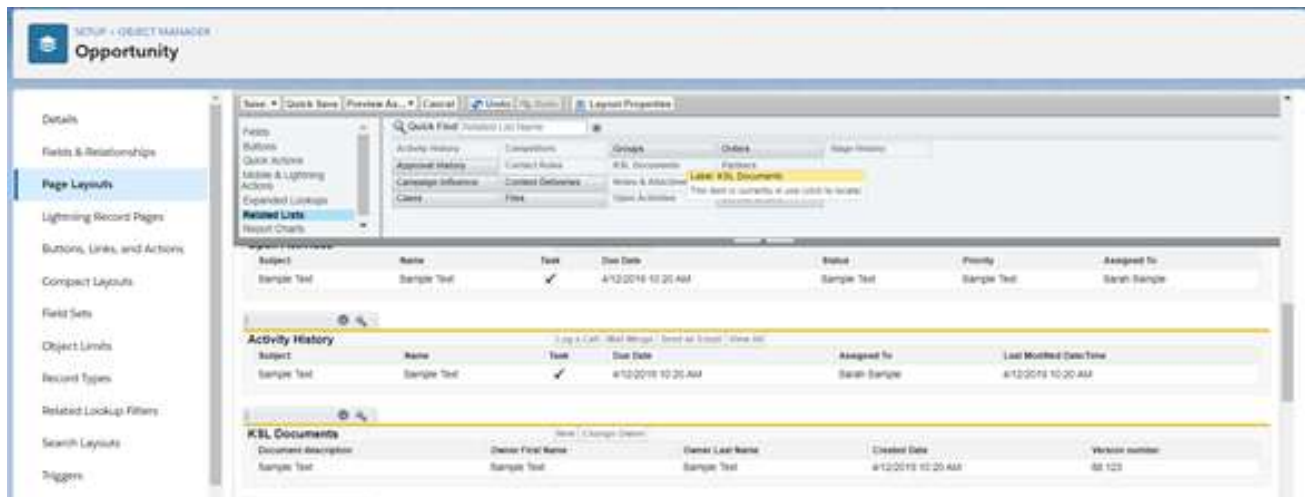 SETUP > OBJECT MANAGER
Opportunity
Details
Fields & Relationships
Page Layouts
Lightning Record Pages
Buttons, Links, and Actions
Compact Layouts
Field Sets
Object Limits
Record Types
Related Lookup Filters
Search Layouts
Triggers
Save Quick Save Preview As... Cancel Undo Redo Layout Properties
Fields
Buttons
Quick Actions
Mobile & Lightning
Actions
Expanded Lookups
Related Lists
Report Charts
Quick Find Related List Name
Activity History Competitors Groups Orders Stage History
Approval History Contact Roles KSL Documents Partners
Campaign Influence Content Deliveries Notes & Attachme
Cases Files Open Activities
Label: KSL Documents
This item is currently in use (click to locate)
Subject Name Task Due Date Status Priority Assigned To
Sample Text Sample Text ✓ 4/12/2019 10:20 AM Sample Text Sample Text Sarah Sample
Activity History Log a Call Mail Merge Send an Email View All
Subject Name Task Due Date Assigned To Last Modified Date/Time
Sample Text Sample Text ✓ 4/12/2019 10:20 AM Sarah Sample 4/12/2019 10:20 AM
KSL Documents New Change Owner
Document description Owner First Name Owner Last Name Created Date Version number
Sample Text Sample Text Sample Text 4/12/2019 10:20 AM 68.123